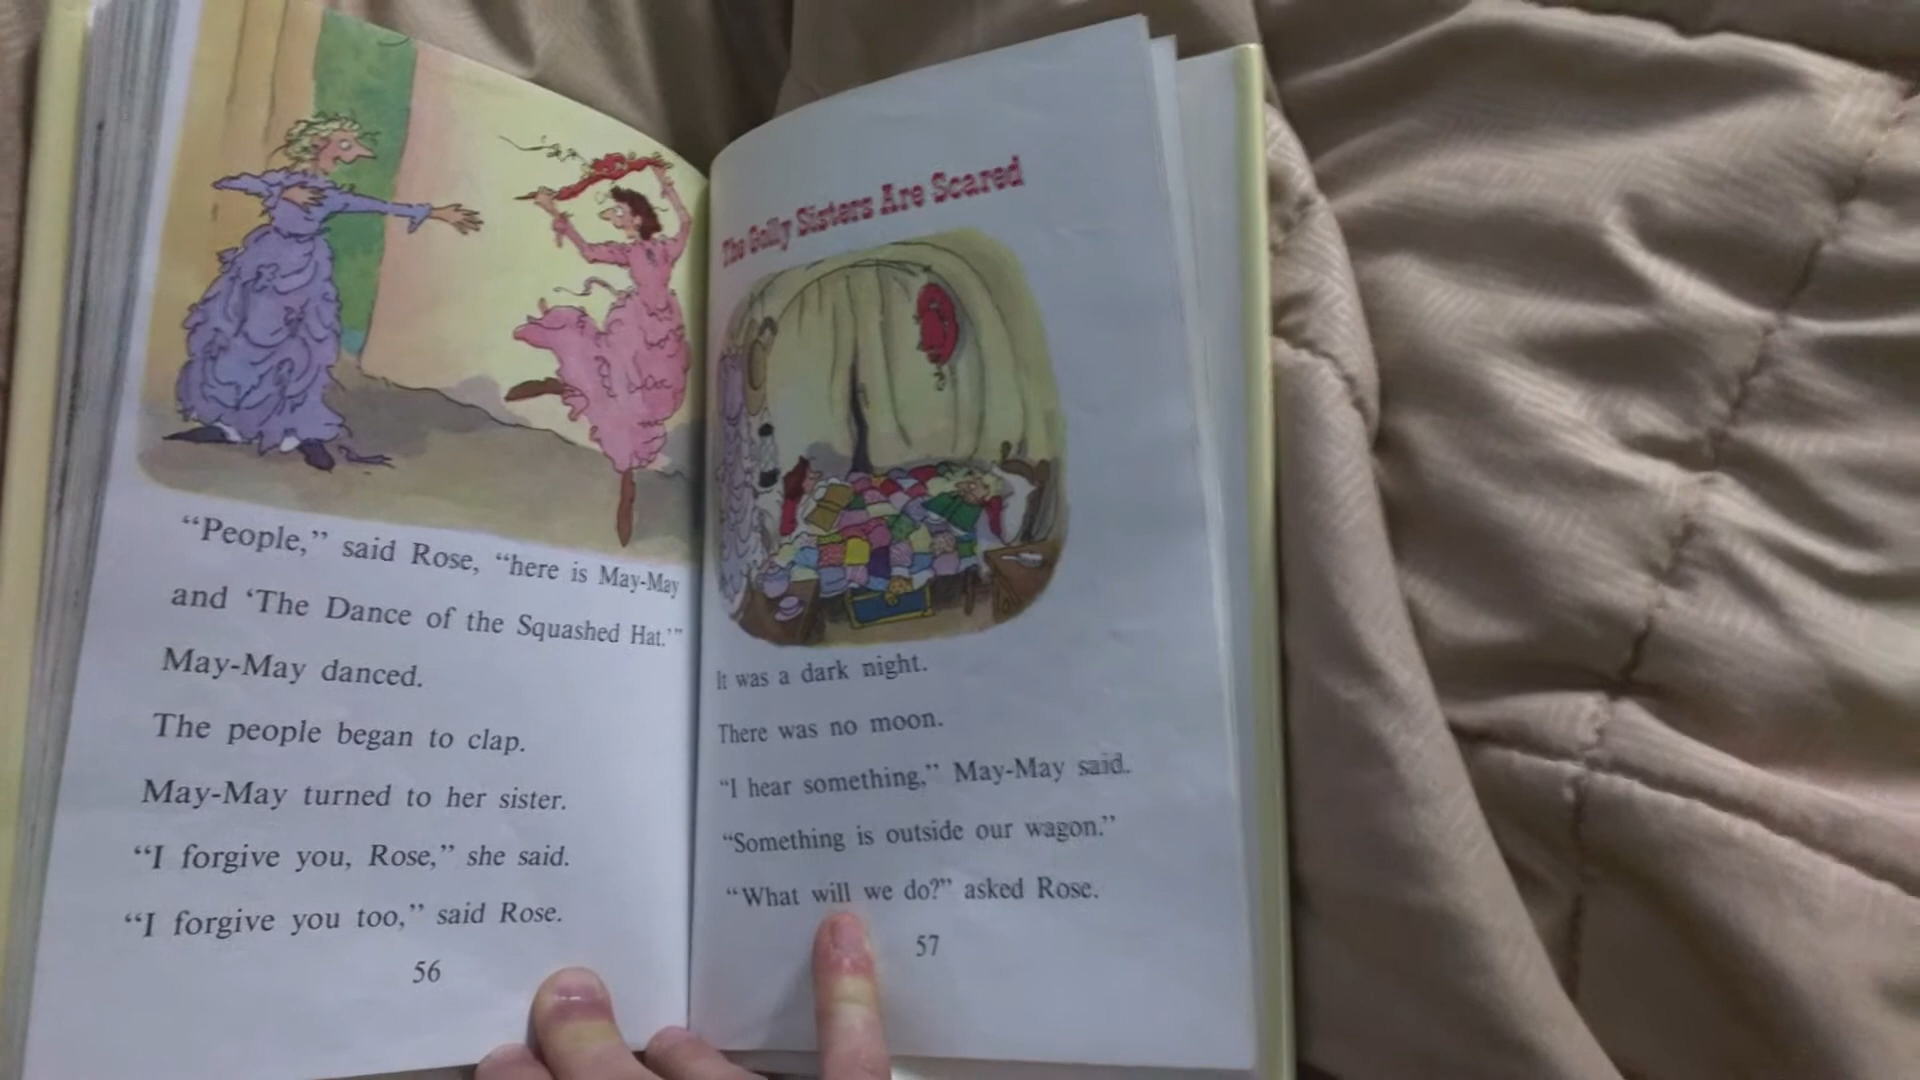 “People,” said Rose, “here is May-May
and ‘The Dance of the Squashed Hat.’”
May-May danced.
The people began to clap.
May-May turned to her sister.
“I forgive you, Rose,” she said.
“I forgive you too,” said Rose.
56
The Golly Sisters Are Scared
It was a dark night.
There was no moon.
“I hear something,” May-May said.
“Something is outside our wagon.”
“What will we do?” asked Rose.
57